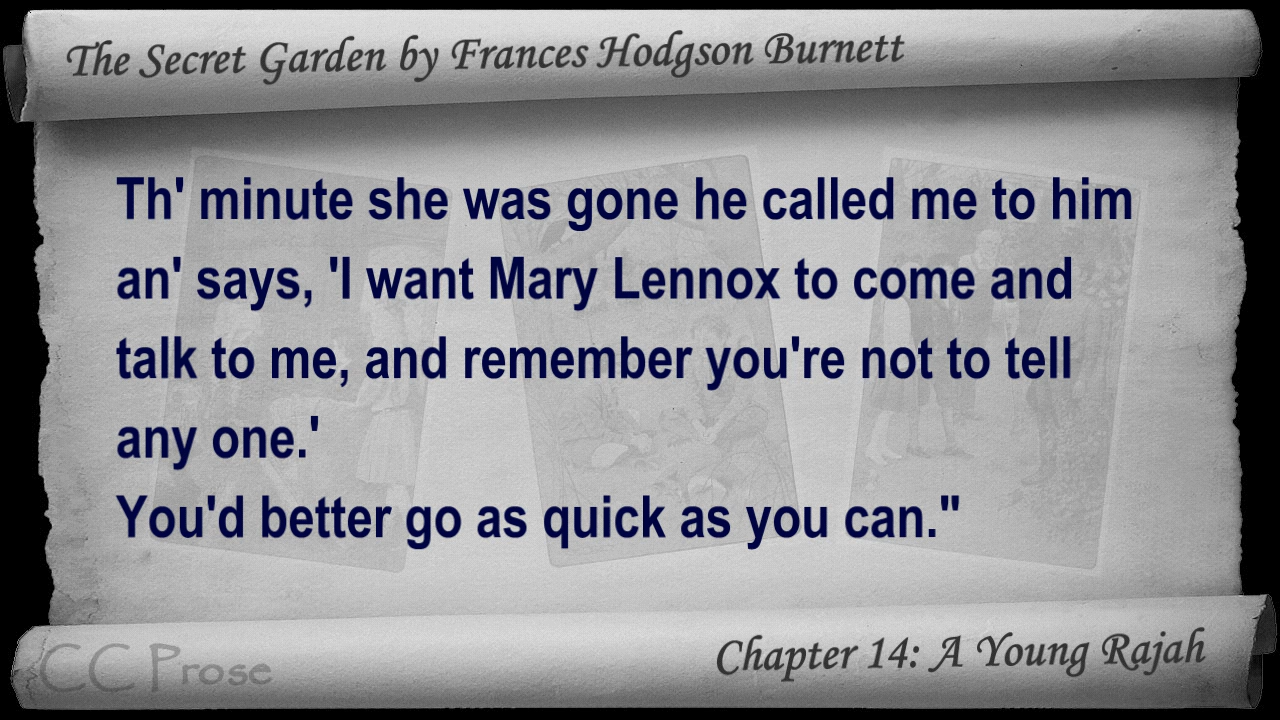 The Secret Garden by Frances Hodgson Burnett
Th' minute she was gone he called me to him
an' says, 'I want Mary Lennox to come and
talk to me, and remember you're not to tell
any one.'
You'd better go as quick as you can."
CC Prose
Chapter 14: A Young Rajah